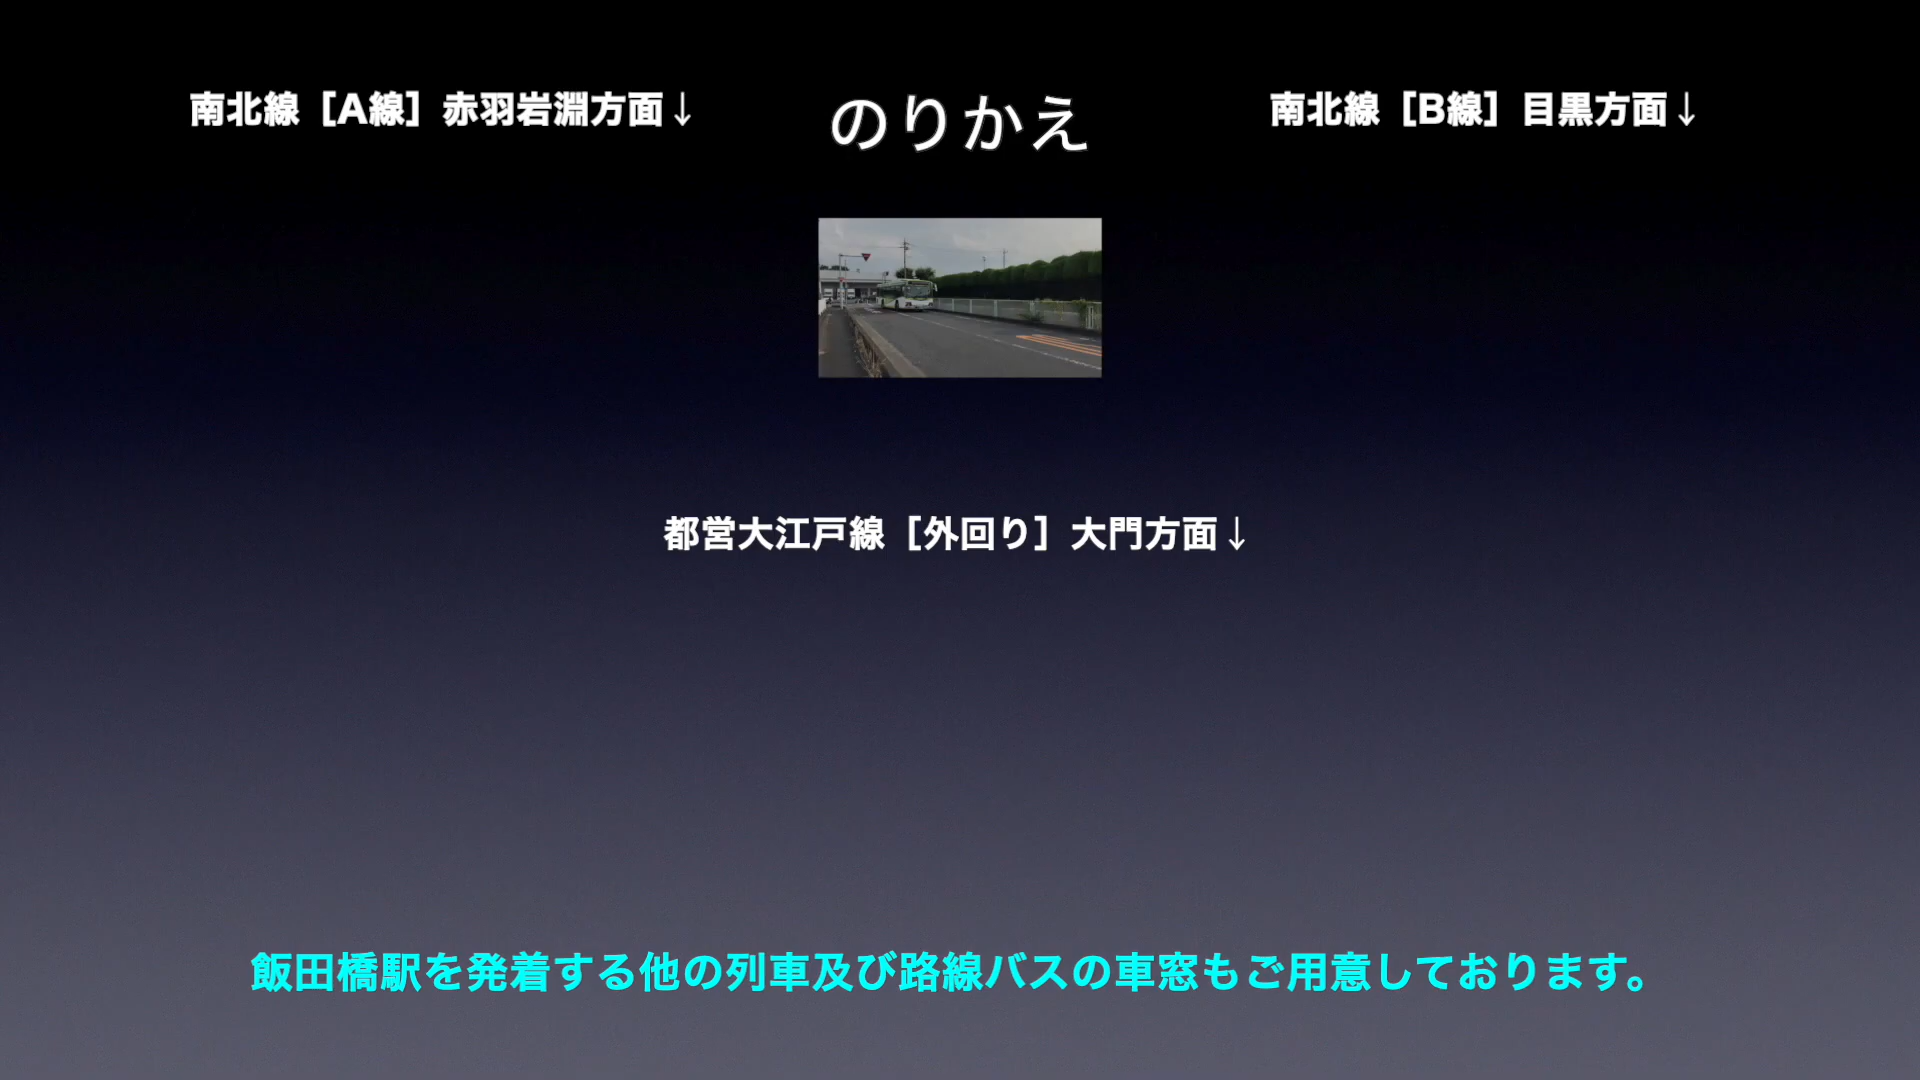 南北線［A線］赤羽岩淵方面↓
のりかえ
南北線［B線］目黒方面↓
都営大江戸線［外回り］大門方面↓
飯田橋駅を発着する他の列車及び路線バスの車窓もご用意しております。